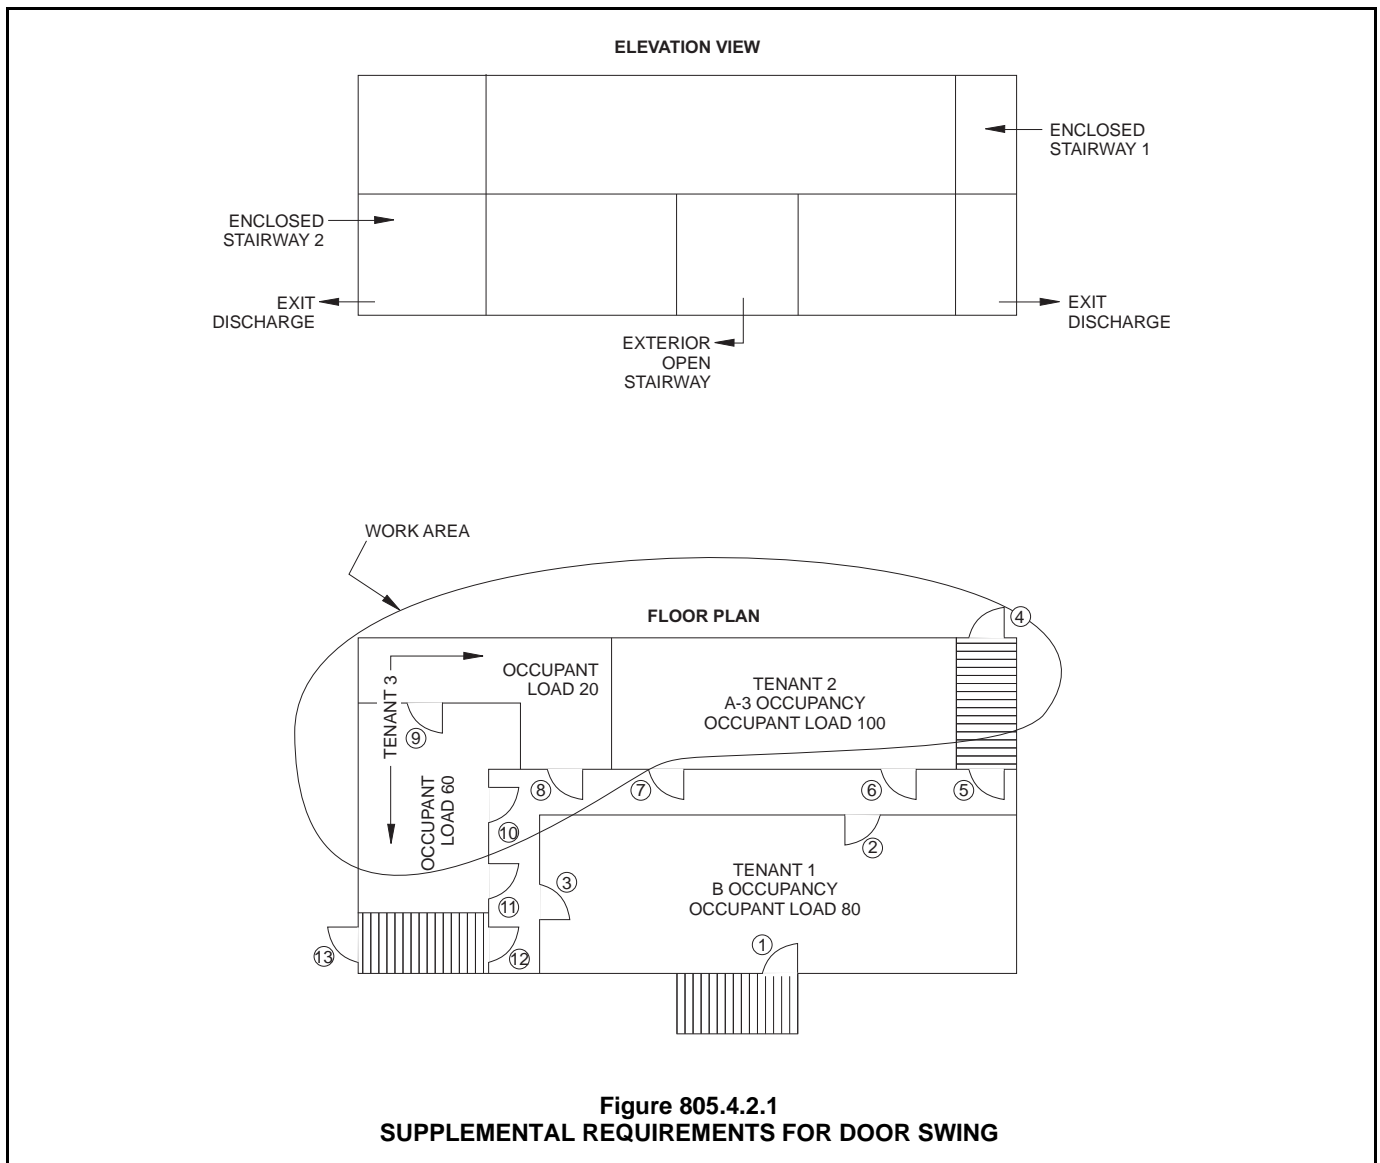 ELEVATION VIEW
ENCLOSED
STAIRWAY 1
ENCLOSED
STAIRWAY 2
EXIT
DISCHARGE
EXIT
DISCHARGE
EXTERIOR
OPEN
STAIRWAY
WORK AREA
FLOOR PLAN
4
OCCUPANT
LOAD 20
TENANT 3
TENANT 2
A-3 OCCUPANCY
OCCUPANT LOAD 100
9
OCCUPANT
LOAD 60
8
7
6
5
10
2
3
TENANT 1
B OCCUPANCY
OCCUPANT LOAD 80
11
1
13
12
Figure 805.4.2.1
SUPPLEMENTAL REQUIREMENTS FOR DOOR SWING